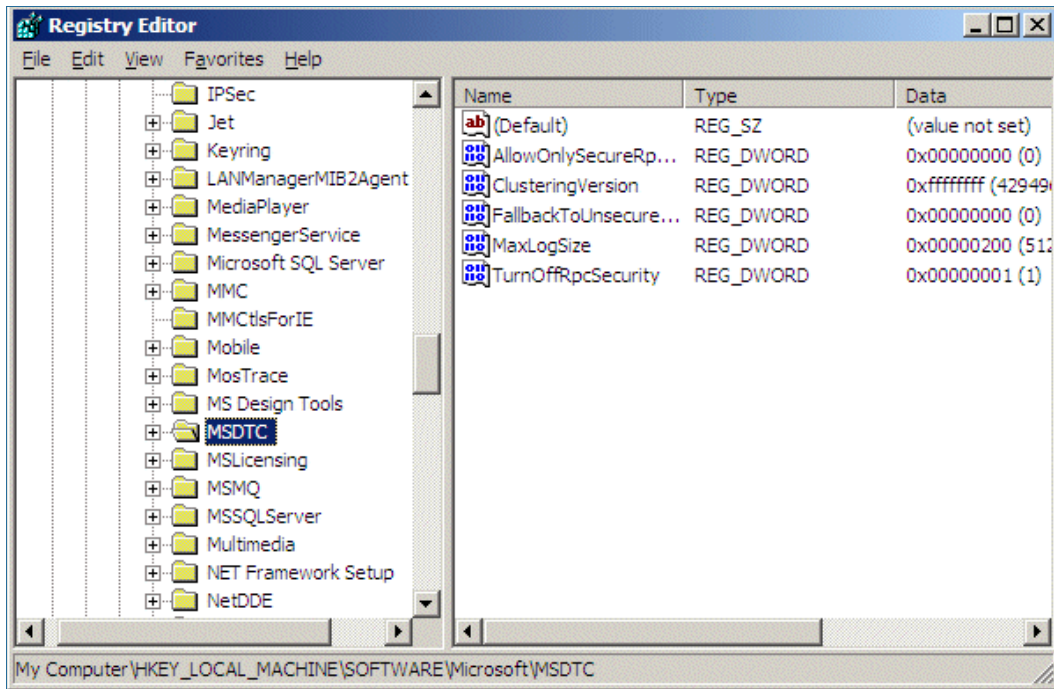 Registry Editor
File Edit View Favorites Help
IPSec
Jet
Keyring
LANManagerMIB2Agent
MediaPlayer
MessengerService
Microsoft SQL Server
MMC
MMCtlsForIE
Mobile
MosTrace
MS Design Tools
MSDTC
MSLicensing
MSMQ
MSSQLServer
Multimedia
NET Framework Setup
NetDDE
Name Type Data
(Default) REG_SZ (value not set)
AllowOnlySecureRp... REG_DWORD 0x00000000 (0)
ClusteringVersion REG_DWORD 0xffffffff (42949
FallbackToUnsecure... REG_DWORD 0x00000000 (0)
MaxLogSize REG_DWORD 0x00000200 (512
TurnOffRpcSecurity REG_DWORD 0x00000001 (1)
My Computer\HKEY_LOCAL_MACHINE\SOFTWARE\Microsoft\MSDTC